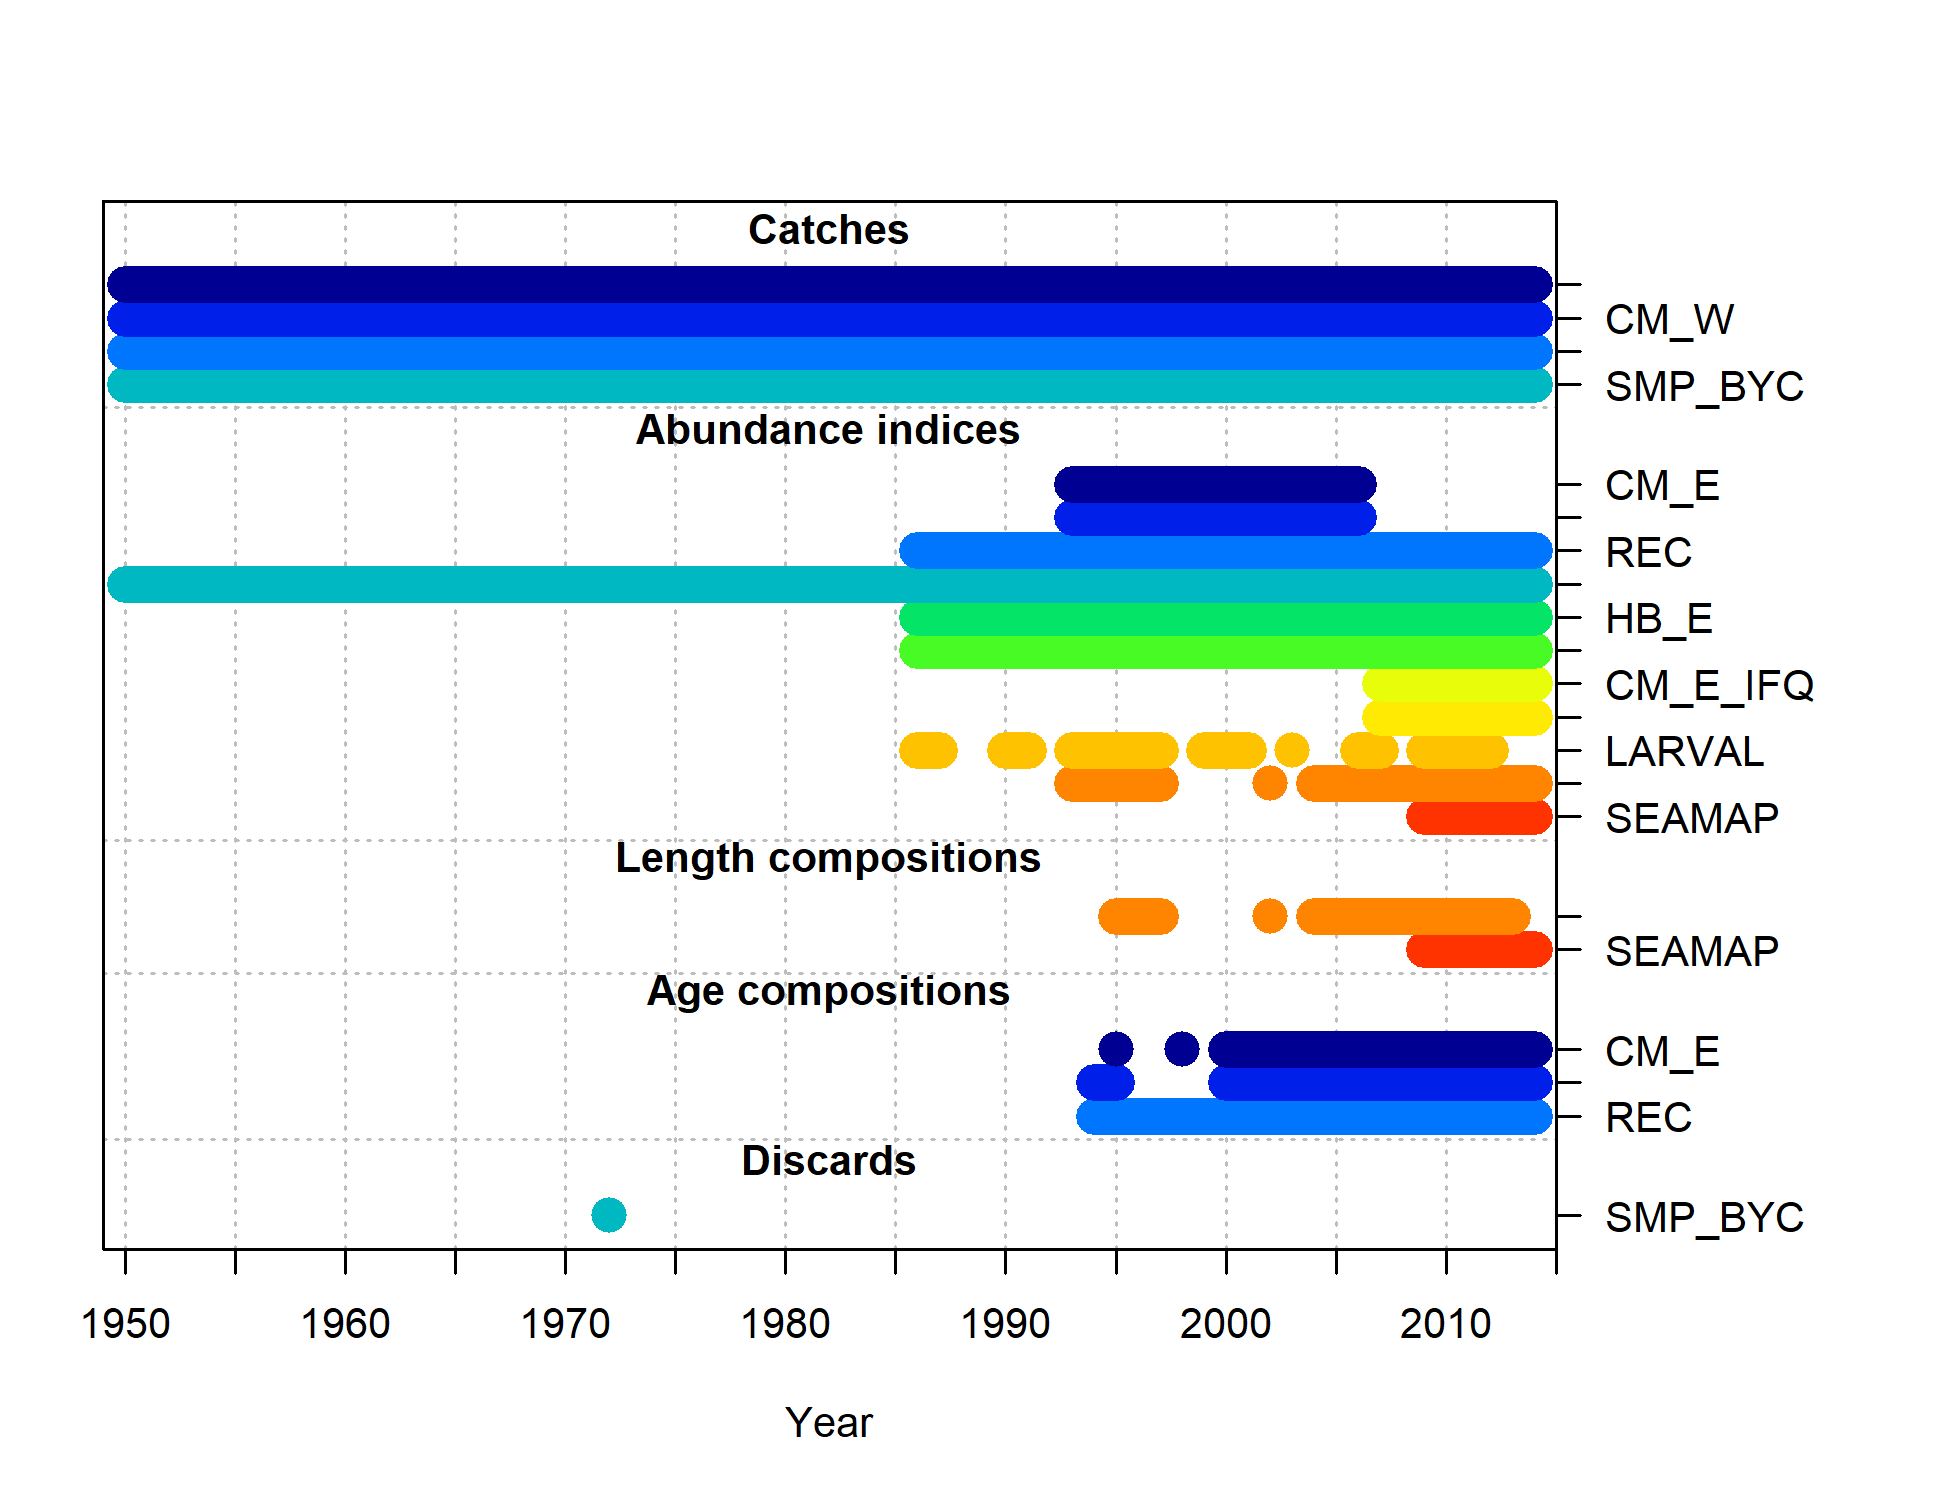 Catches
CM_W
SMP_BYC
Abundance indices
CM_E
REC
HB_E
CM_E_IFQ
LARVAL
SEAMAP
Length compositions
SEAMAP
Age compositions
CM_E
REC
Discards
SMP_BYC
1950 1960 1970 1980 1990 2000 2010
Year